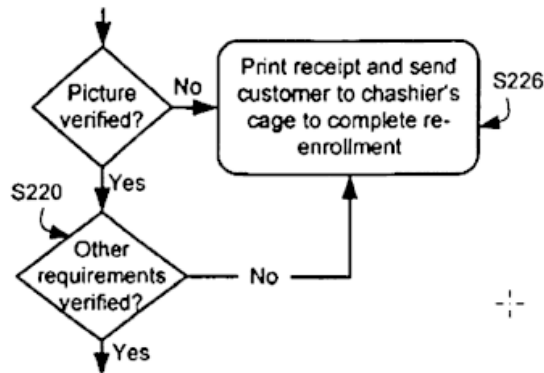 Picture
verified?
No
Print receipt and send
customer to chashier's
cage to complete re-
enrollment
S226
Yes
S220
Other
requirements
verified?
No
Yes